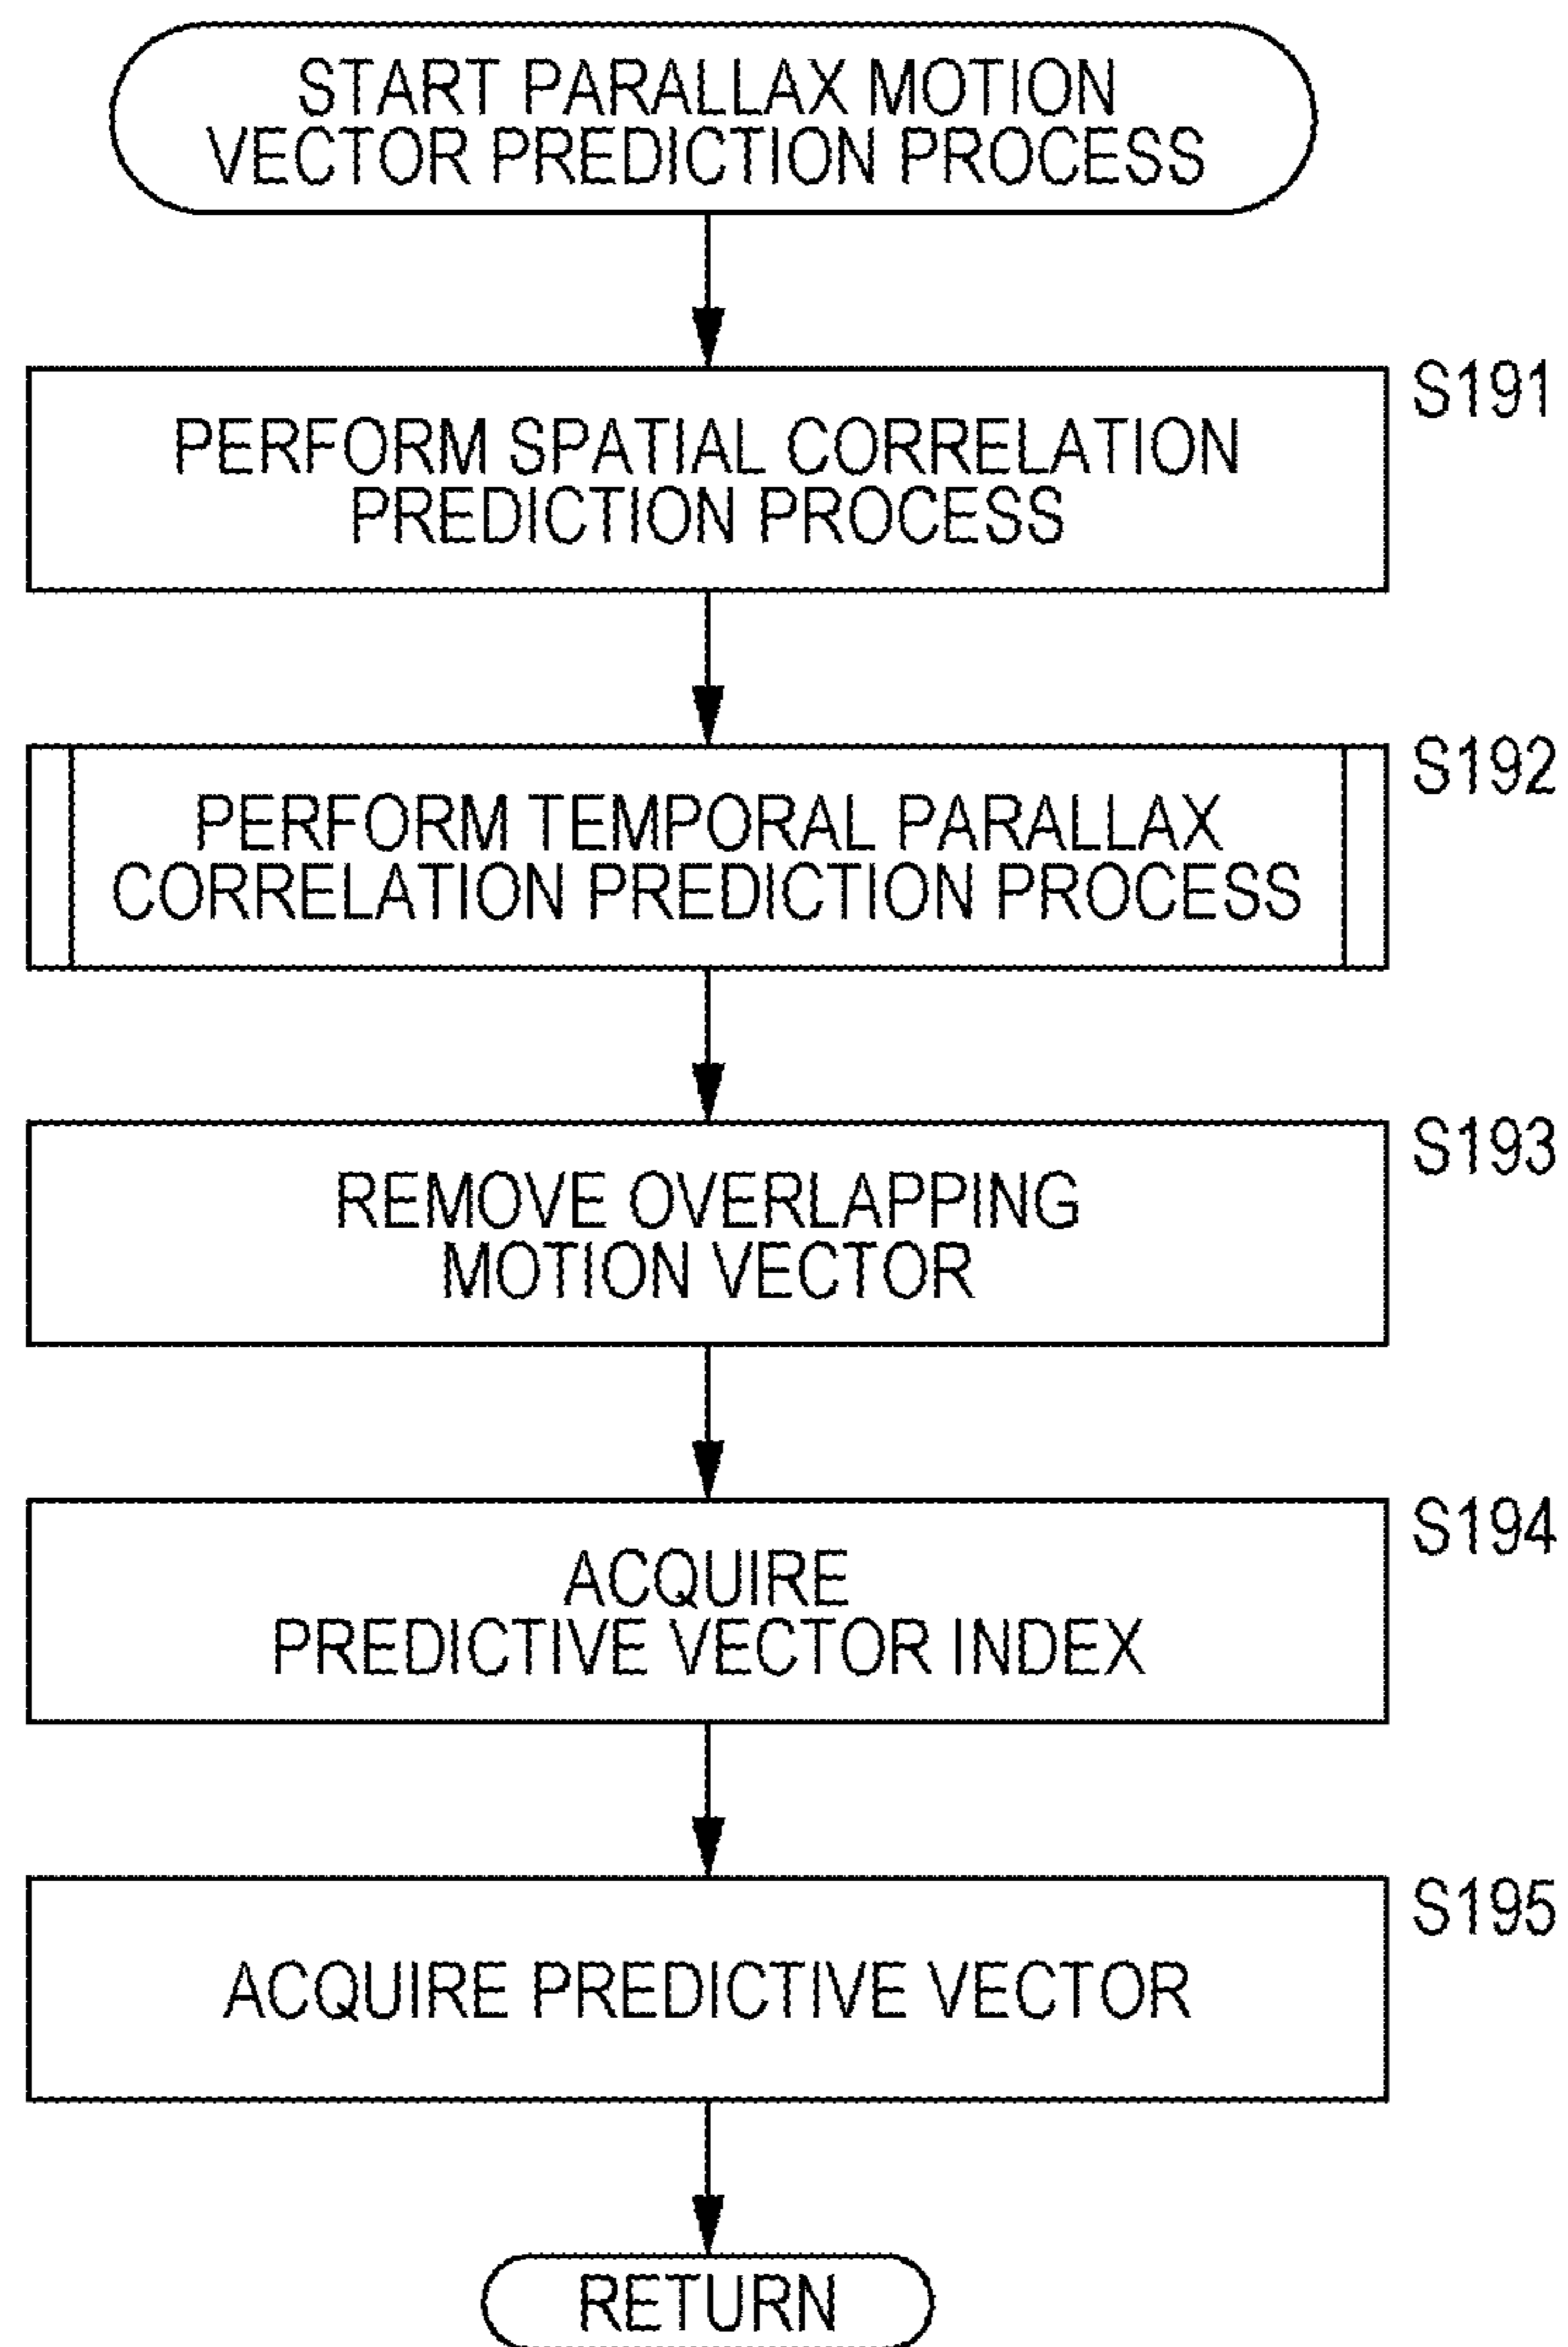 START PARALLAX MOTION
VECTOR PREDICTION PROCESS
S191
PERFORM SPATIAL CORRELATION
PREDICTION PROCESS
S192
PERFORM TEMPORAL PARALLAX
CORRELATION PREDICTION PROCESS
S193
REMOVE OVERLAPPING
MOTION VECTOR
S194
ACQUIRE
PREDICTIVE VECTOR INDEX
S195
ACQUIRE PREDICTIVE VECTOR
RETURN